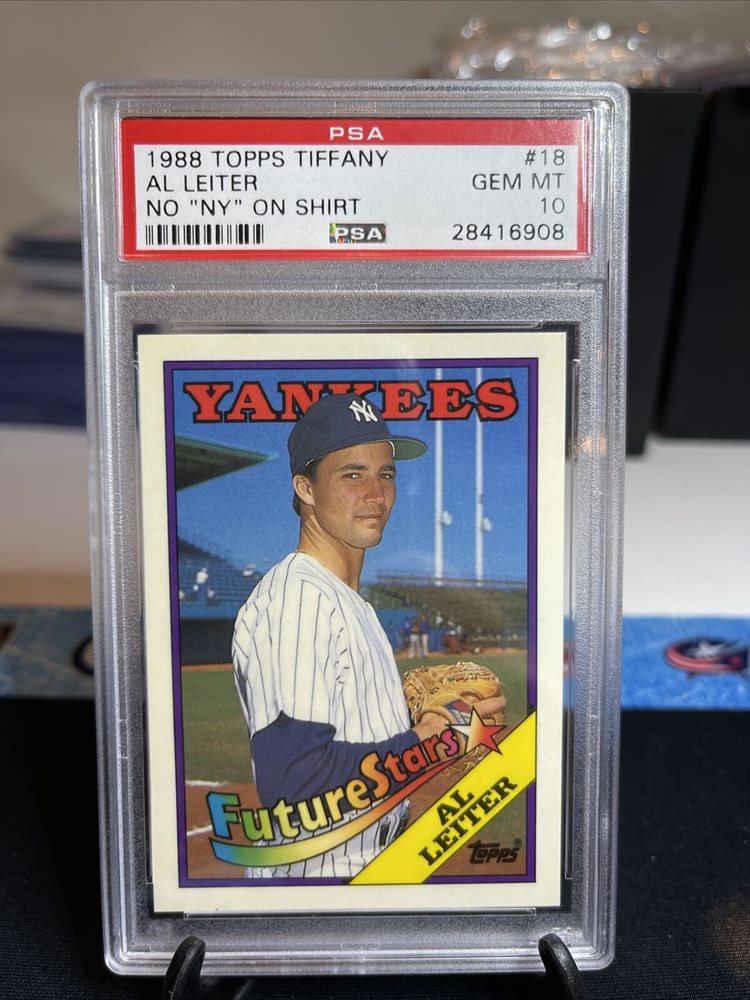 PSA
1988 TOPPS TIFFANY #18
AL LEITER GEM MT
NO "NY" ON SHIRT 10
PSA 28416908
YANKEES
NY
FutureStars
AL
LEITER
TOPPS®